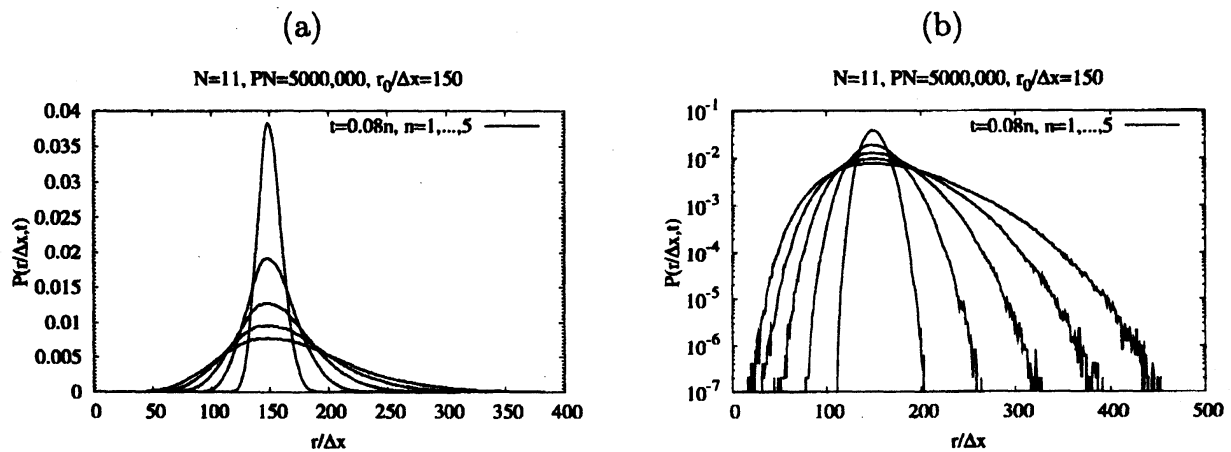 (a)
N=11, PN=5000,000, r₀/Δx=150
t=0.08n, n=1,...,5
P(r/Δx,t)
0.04
0.035
0.03
0.025
0.02
0.015
0.01
0.005
0
0 50 100 150 200 250 300 350 400
r/Δx
(b)
N=11, PN=5000,000, r₀/Δx=150
t=0.08n, n=1,...,5
P(r/Δx,t)
10⁻¹
10⁻²
10⁻³
10⁻⁴
10⁻⁵
10⁻⁶
10⁻⁷
0 100 200 300 400 500
r/Δx